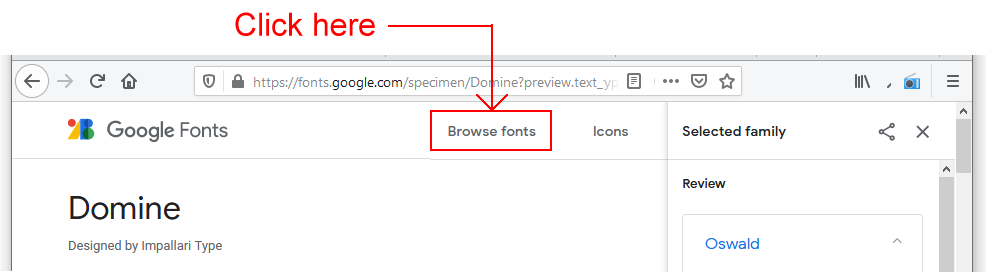 Click here
https://fonts.google.com/specimen/Domine?preview.text_yp
Google Fonts
Browse fonts
Icons
Selected family
Domine
Designed by Impallari Type
Review
Oswald